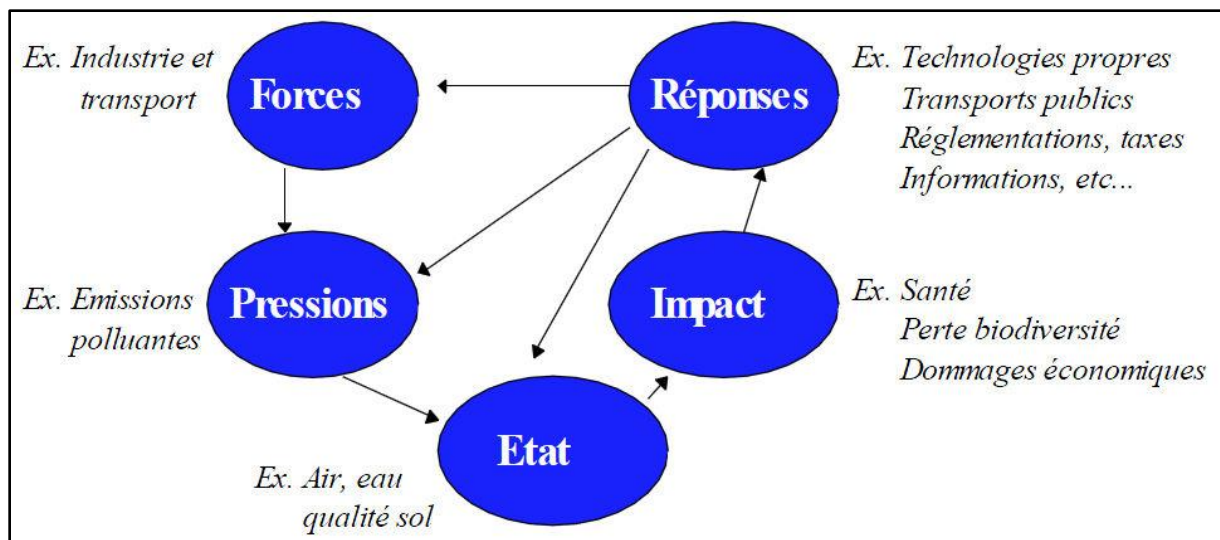 Ex. Industrie et
transport
Forces
Réponses
Ex. Technologies propres
Transports publics
Réglementations, taxes
Informations, etc...
Ex. Emissions
polluantes
Pressions
Impact
Ex. Santé
Perte biodiversité
Dommages économiques
Etat
Ex. Air, eau
qualité sol